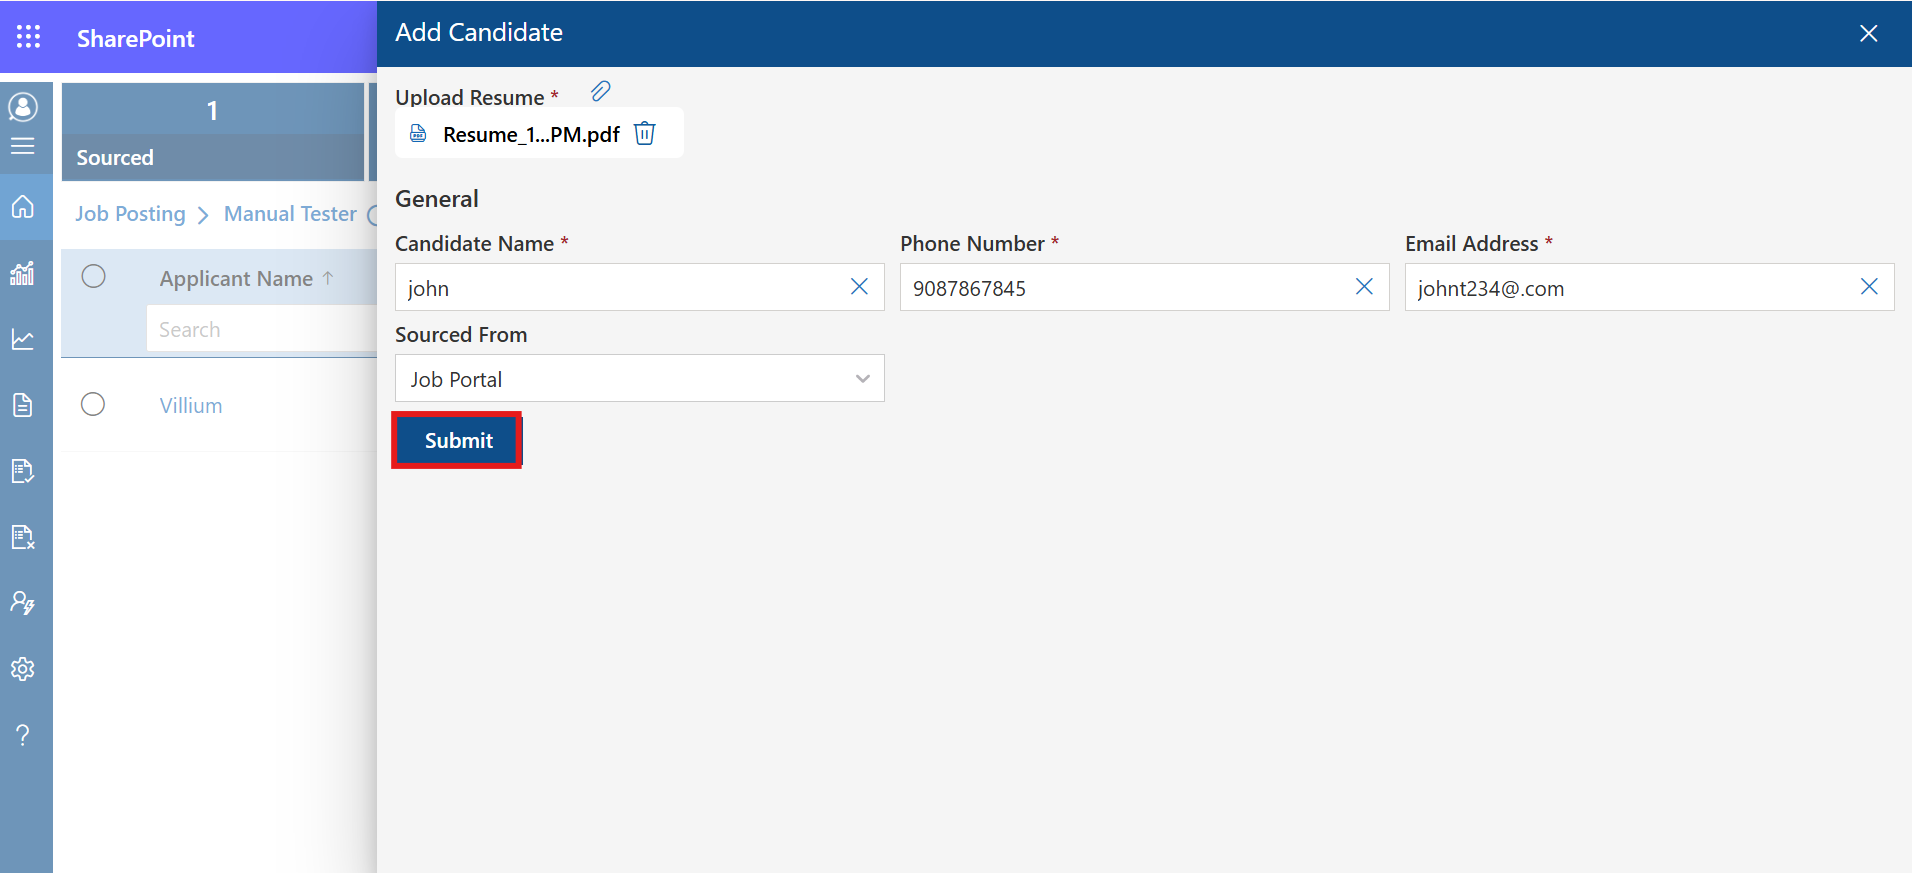 SharePoint
Add Candidate
1
Sourced
Job Posting > Manual Tester
Applicant Name ↑
Search
Villium
Upload Resume *
Resume_1...PM.pdf
General
Candidate Name *
Phone Number *
Email Address *
john
9087867845
johnt234@.com
Sourced From
Job Portal
Submit